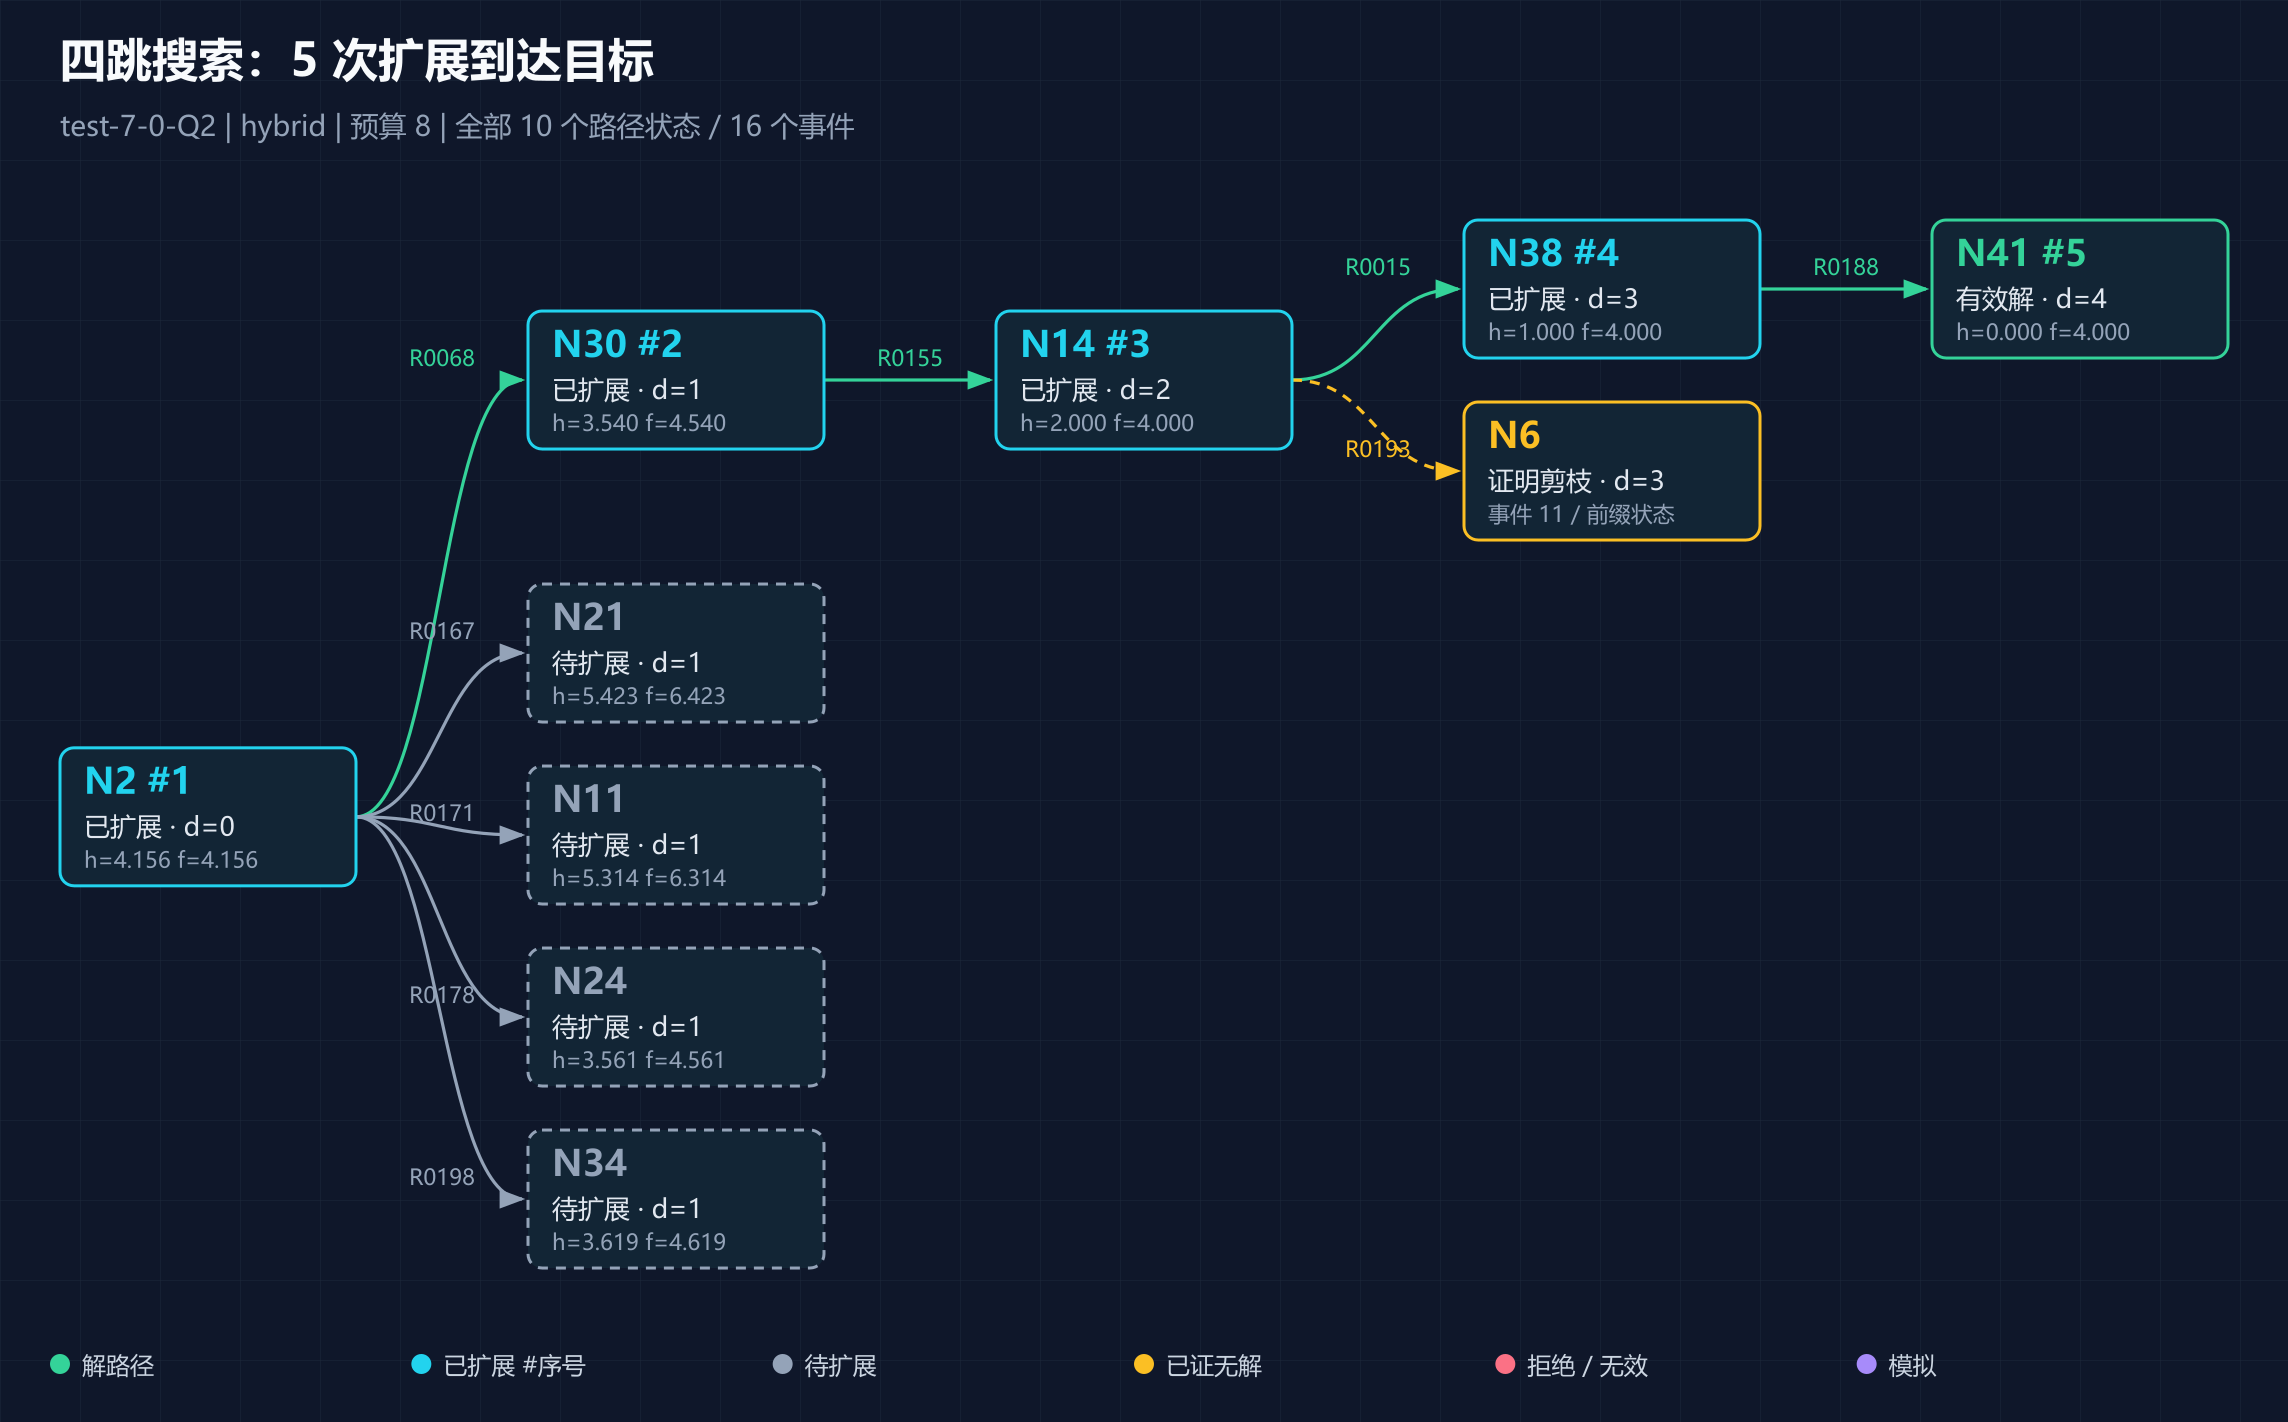 四跳搜索：5 次扩展到达目标
test-7-0-Q2 | hybrid | 预算 8 | 全部 10 个路径状态 / 16 个事件
N38 #4
已扩展 · d=3
h=1.000 f=4.000
N41 #5
有效解 · d=4
h=0.000 f=4.000
R0015
R0188
N30 #2
已扩展 · d=1
h=3.540 f=4.540
N14 #3
已扩展 · d=2
h=2.000 f=4.000
R0068
R0155
R0193
N6
证明剪枝 · d=3
事件 11 / 前缀状态
R0167
N21
待扩展 · d=1
h=5.423 f=6.423
N2 #1
已扩展 · d=0
h=4.156 f=4.156
R0171
N11
待扩展 · d=1
h=5.314 f=6.314
R0178
N24
待扩展 · d=1
h=3.561 f=4.561
R0198
N34
待扩展 · d=1
h=3.619 f=4.619
解路径
已扩展 #序号
待扩展
已证无解
拒绝 / 无效
模拟